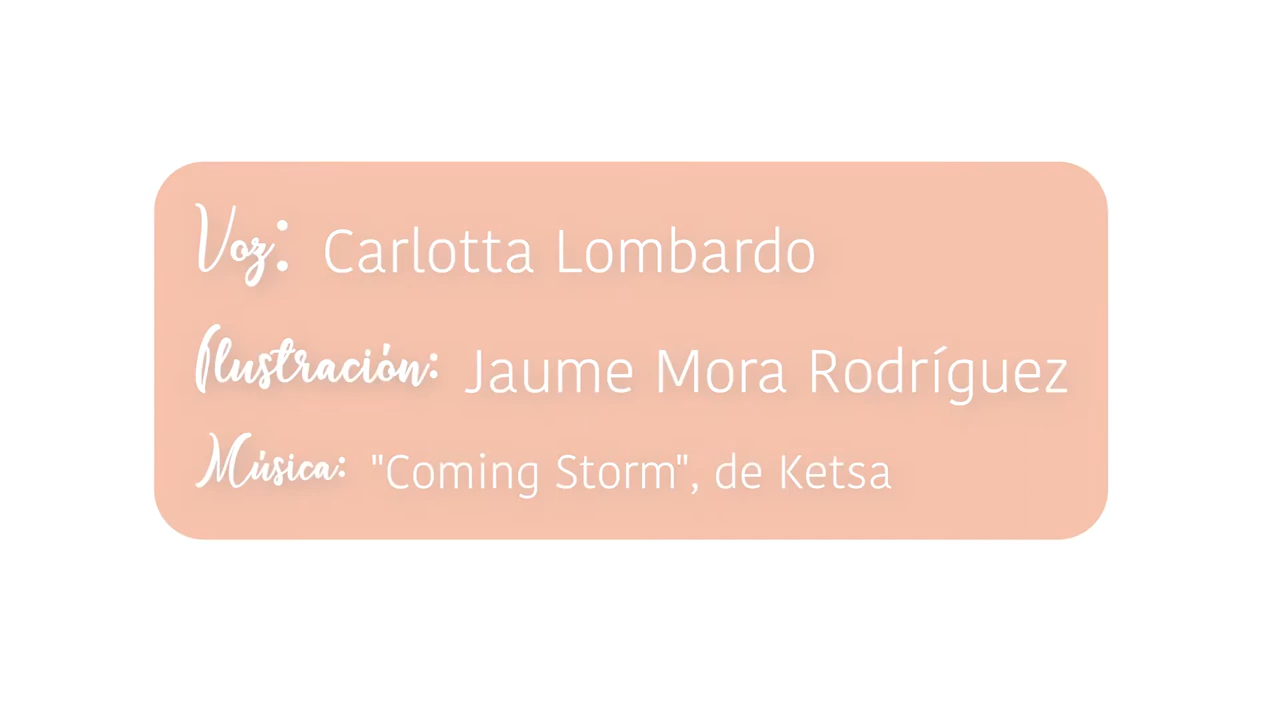 Voz: Carlotta Lombardo
Ilustración: Jaume Mora Rodríguez
Música: "Coming Storm", de Ketsa